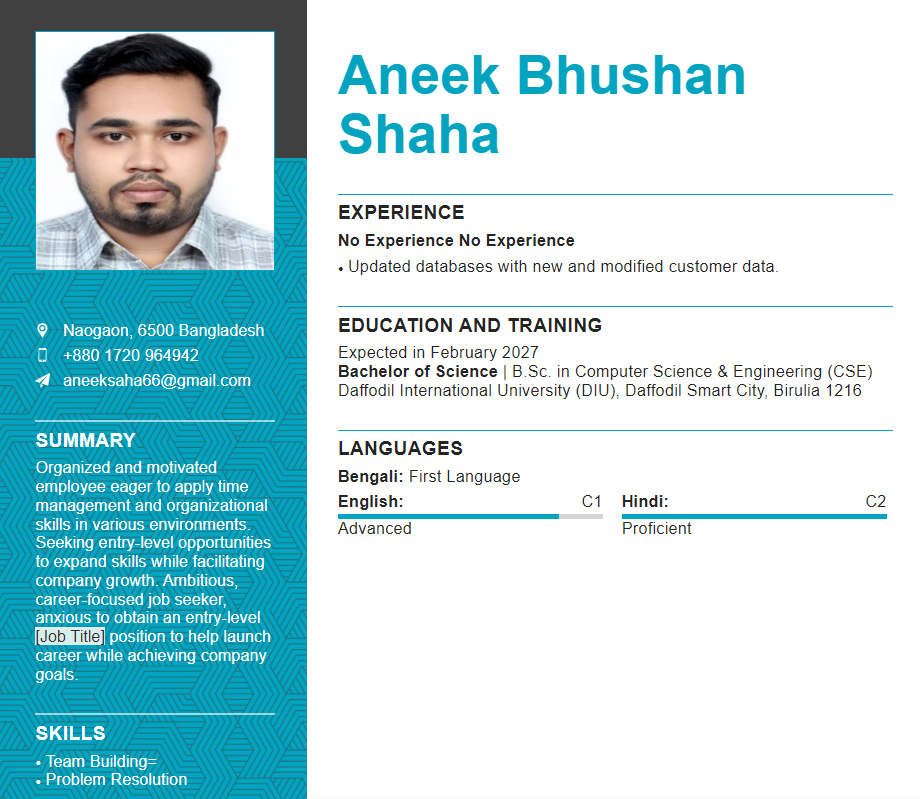 Aneek Bhushan
Shaha
EXPERIENCE
No Experience No Experience
• Updated databases with new and modified customer data.
EDUCATION AND TRAINING
Expected in February 2027
Bachelor of Science | B.Sc. in Computer Science & Engineering (CSE)
Daffodil International University (DIU), Daffodil Smart City, Birulia 1216
LANGUAGES
Bengali: First Language
English: C1
Advanced
Hindi: C2
Proficient
Naogaon, 6500 Bangladesh
+880 1720 964942
aneeksaha66@gmail.com
SUMMARY
Organized and motivated
employee eager to apply time
management and organizational
skills in various environments.
Seeking entry-level opportunities
to expand skills while facilitating
company growth. Ambitious,
career-focused job seeker,
anxious to obtain an entry-level
[Job Title] position to help launch
career while achieving company
goals.
SKILLS
• Team Building=
• Problem Resolution